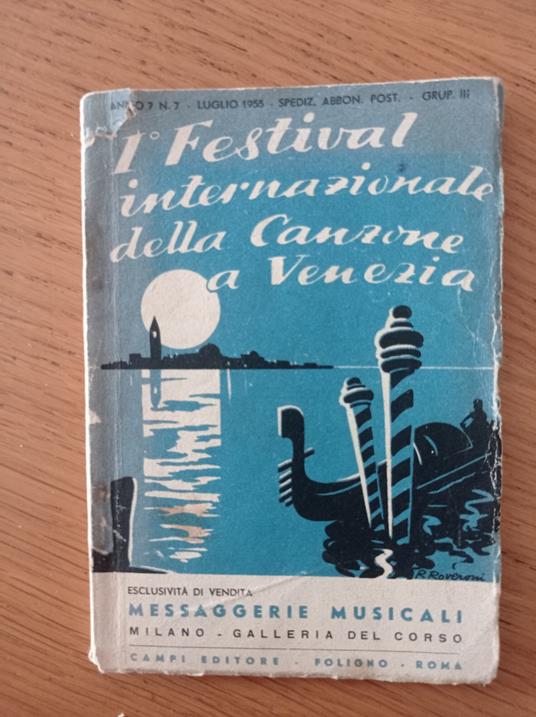 ANNO 7 N. 7 - LUGLIO 1955 - SPEDIZ. ABBON. POST. - GRUP. III
1° Festival
internazionale
della Canzone
a Venezia
R. Roveroni
ESCLUSIVITÀ DI VENDITA
MESSAGGERIE MUSICALI
MILANO - GALLERIA DEL CORSO
CAMPI EDITORE - FOLIGNO - ROMA